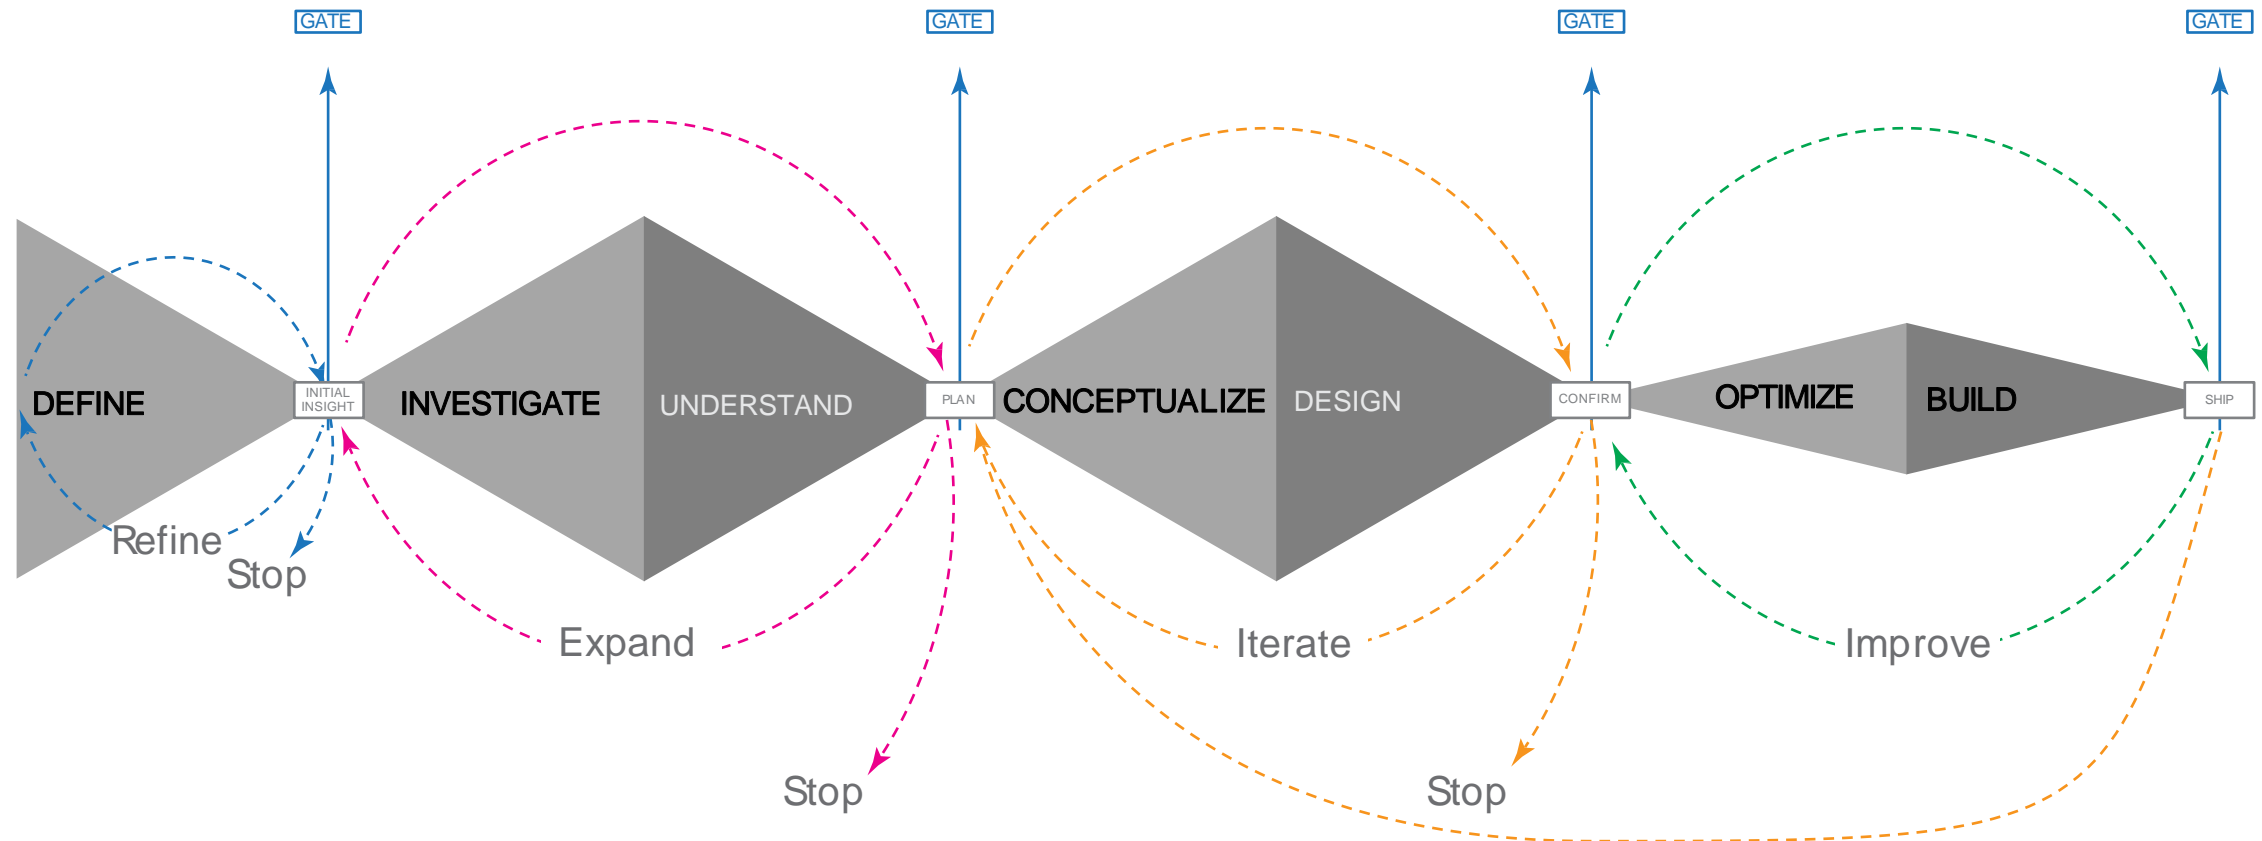 GATE
GATE
GATE
GATE
DEFINE
INITIAL
INSIGHT
INVESTIGATE
UNDERSTAND
PLAN
CONCEPTUALIZE
DESIGN
CONFIRM
OPTIMIZE
BUILD
SHIP
Refine
Stop
Expand
Iterate
Improve
Stop
Stop